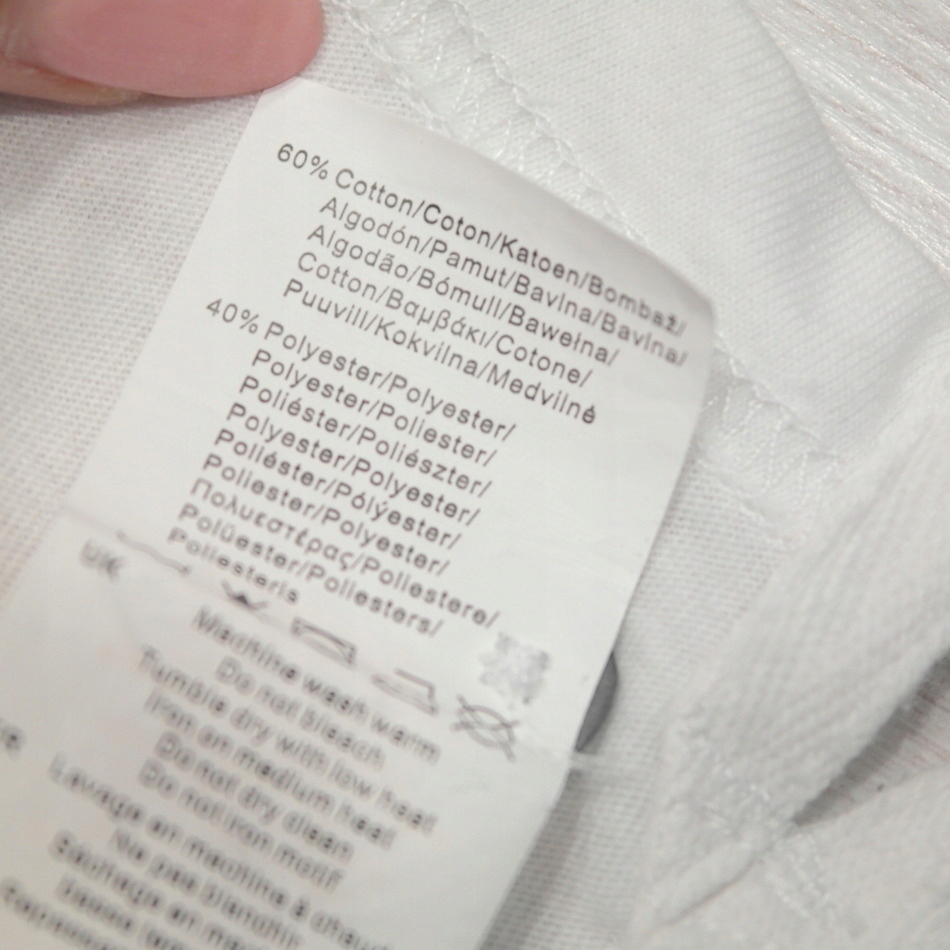 60% Cotton/Coton/Katoen/Bombaž/
Algodón/Pamut/Bavlna/Bavlna/
Algodão/Bómull/Bawełna/
Cotton/Βαμβάκι/Cotone/
Puuvill/Kokvilna/Medvilnė
40% Polyester/Polyester/
Polyester/Poliester/
Poliéster/Poliészter/
Polyester/Polyester/
Poliéster/Pólýester/
Poliester/Polyester/
Πολυεστέρας/Poliestere/
Polüester/Poliesters/
Poliesteris
UK
Machine wash warm
Do not bleach
Tumble dry with low heat
Iron on medium heat
Do not dry clean
Do not iron motif
Lavage en machine à chaud
Ne pas blanchir
Séchage en